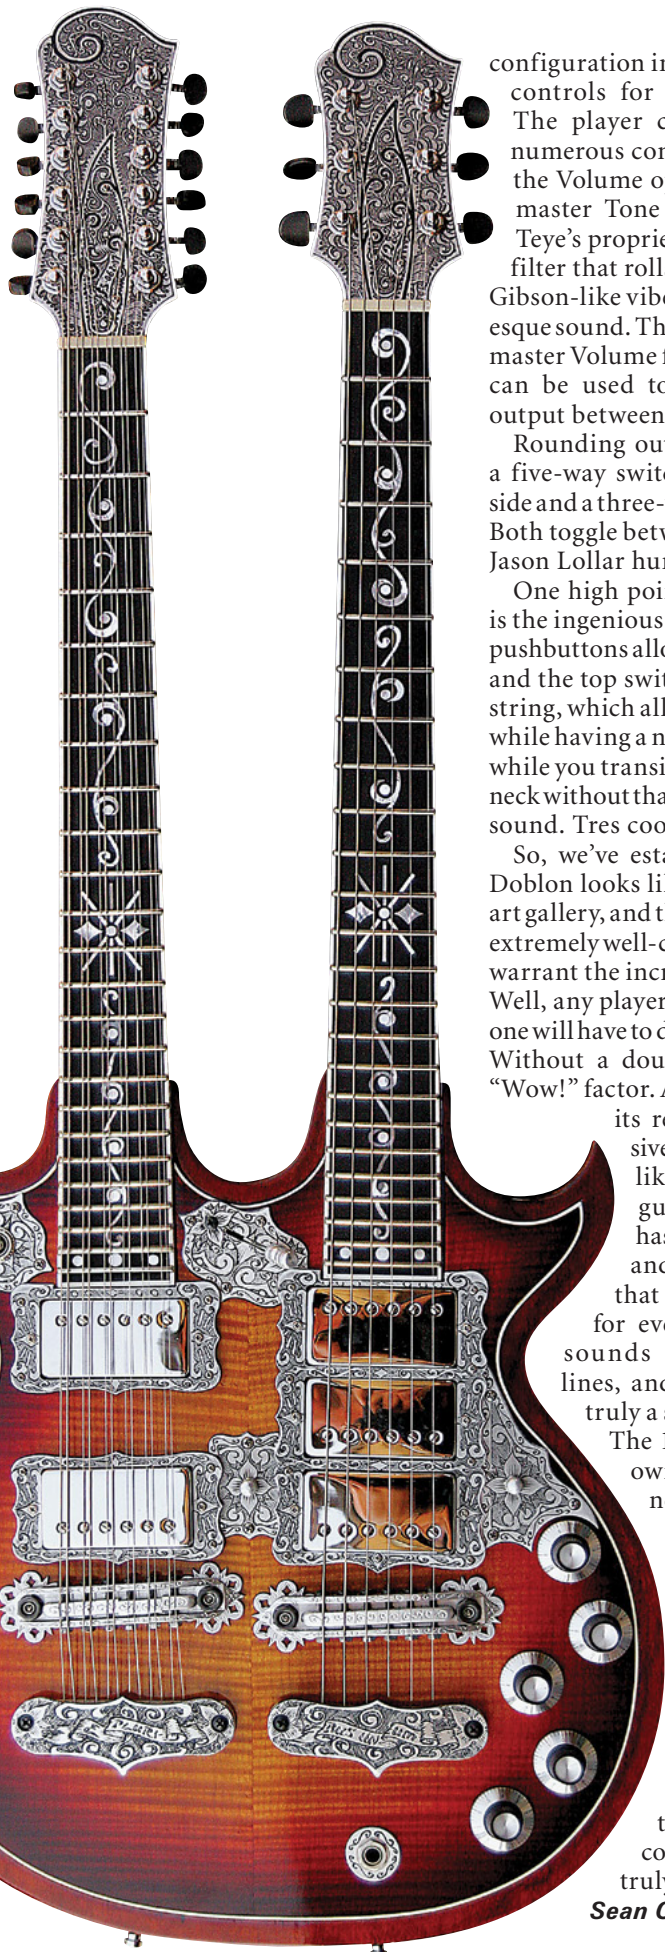 configuration in
controls for
The player c
numerous con
the Volume o
master Tone
Teye’s proprie
filter that rolls
Gibson-like vibe
esque sound. Th
master Volume f
can be used to
output between
Rounding ou
a five-way switc
side and a three-
Both toggle betw
Jason Lollar hum
One high poin
is the ingenious
pushbuttons allo
and the top swit
string, which all
while having a n
while you transi
neck without tha
sound. Tres coo
So, we’ve esta
Doblon looks lik
art gallery, and th
extremely well-c
warrant the incr
Well, any player
one will have to d
Without a dou
“Wow!” factor. A
its re
sive
lik
gu
has
and
that
for eve
sounds
lines, and
truly a s
The
own
n
t
co
truly
Sean